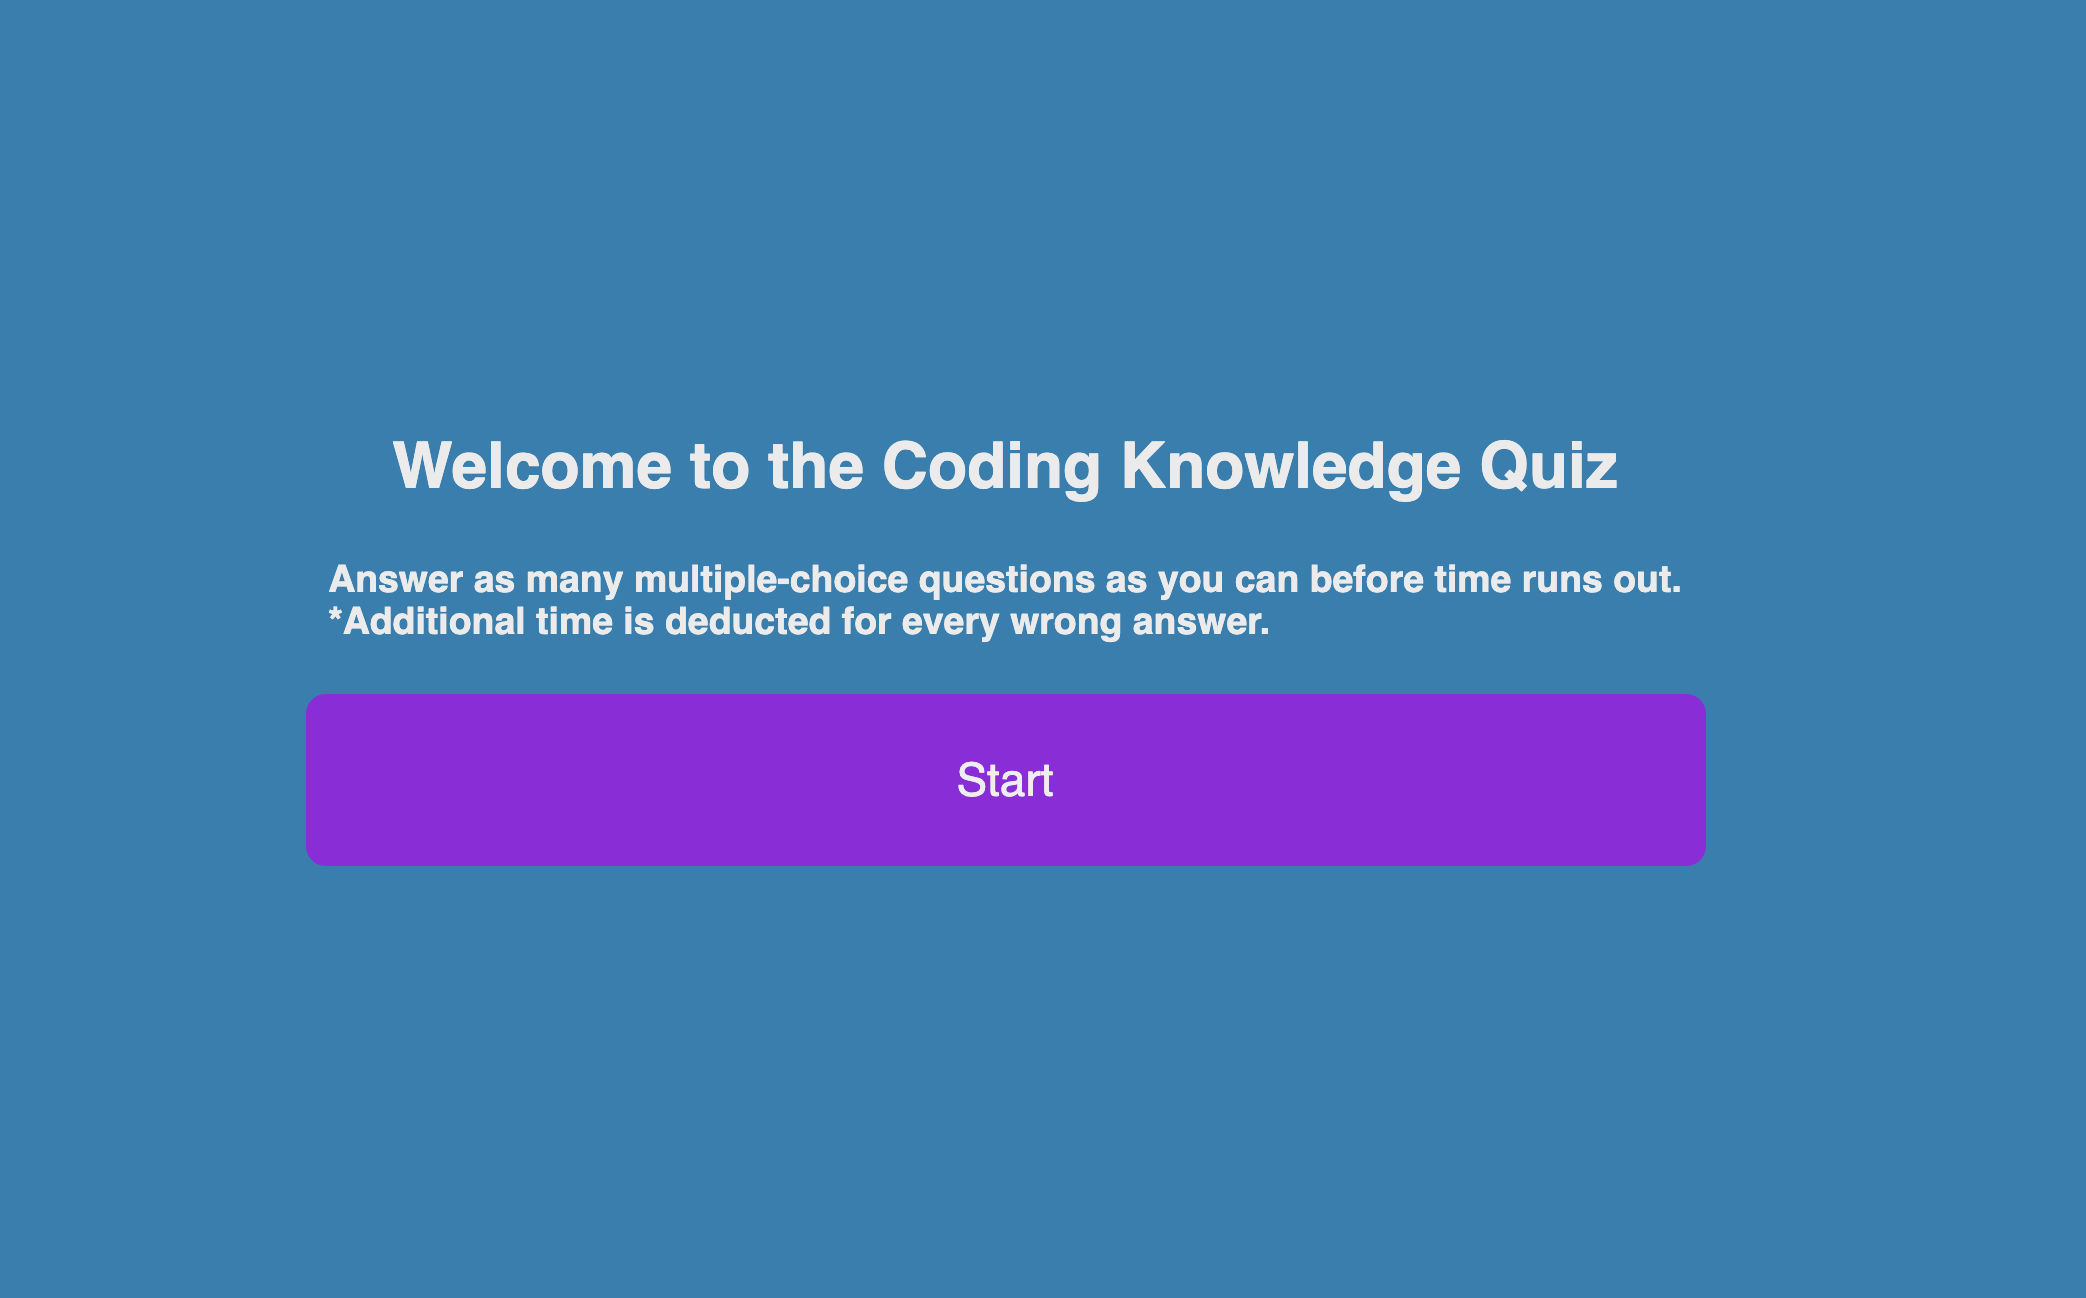 Welcome to the Coding Knowledge Quiz
Answer as many multiple-choice questions as you can before time runs out.
*Additional time is deducted for every wrong answer.
Start